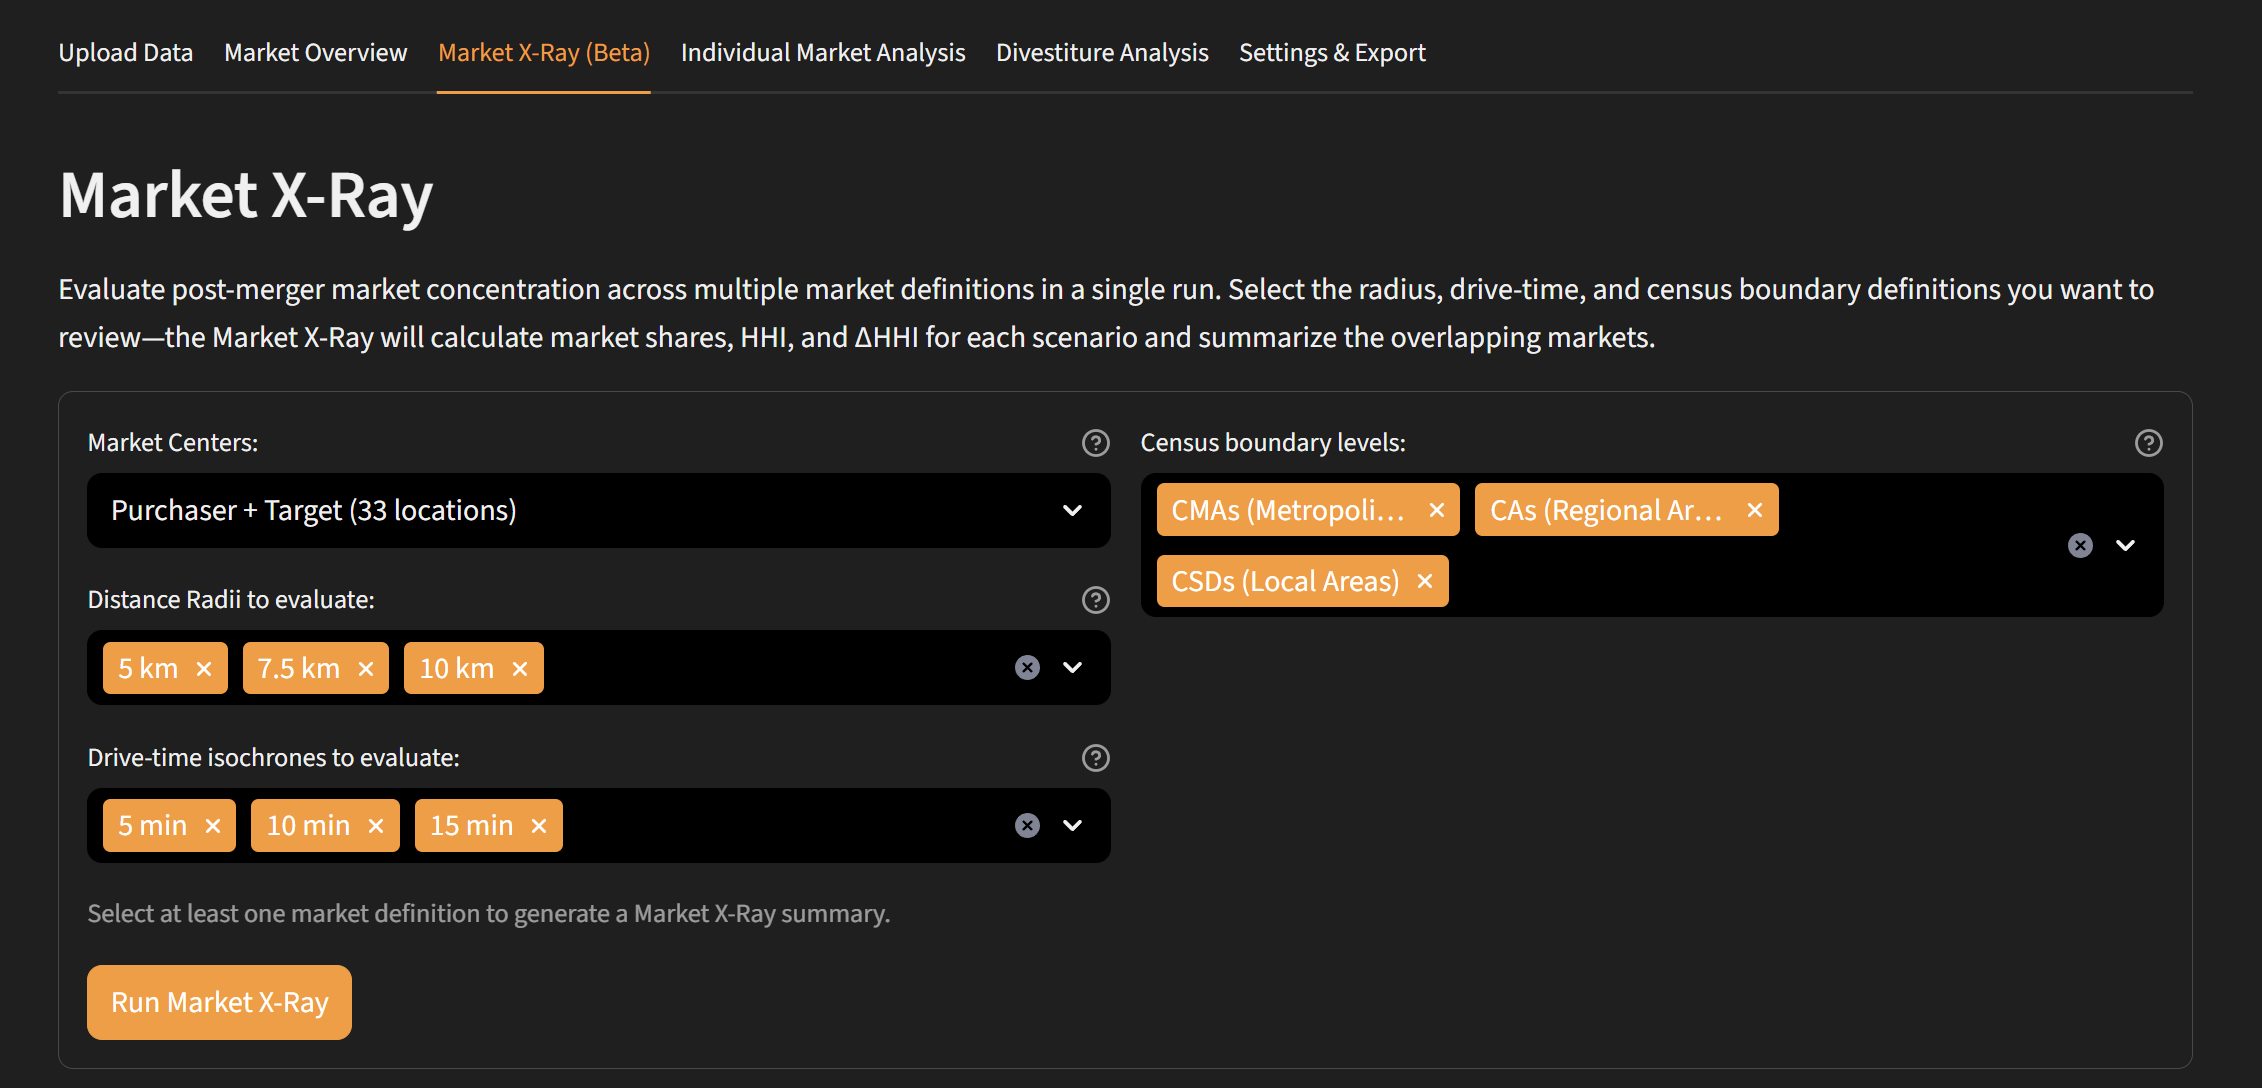 Upload Data Market Overview Market X-Ray (Beta) Individual Market Analysis Divestiture Analysis Settings & Export
Market X-Ray
Evaluate post-merger market concentration across multiple market definitions in a single run. Select the radius, drive-time, and census boundary definitions you want to
review—the Market X-Ray will calculate market shares, HHI, and ΔHHI for each scenario and summarize the overlapping markets.
Market Centers:
Purchaser + Target (33 locations)
Distance Radii to evaluate:
5 km 7.5 km 10 km
Drive-time isochrones to evaluate:
5 min 10 min 15 min
Select at least one market definition to generate a Market X-Ray summary.
Run Market X-Ray
Census boundary levels:
CMAs (Metropoli... CAs (Regional Ar...
CSDs (Local Areas)